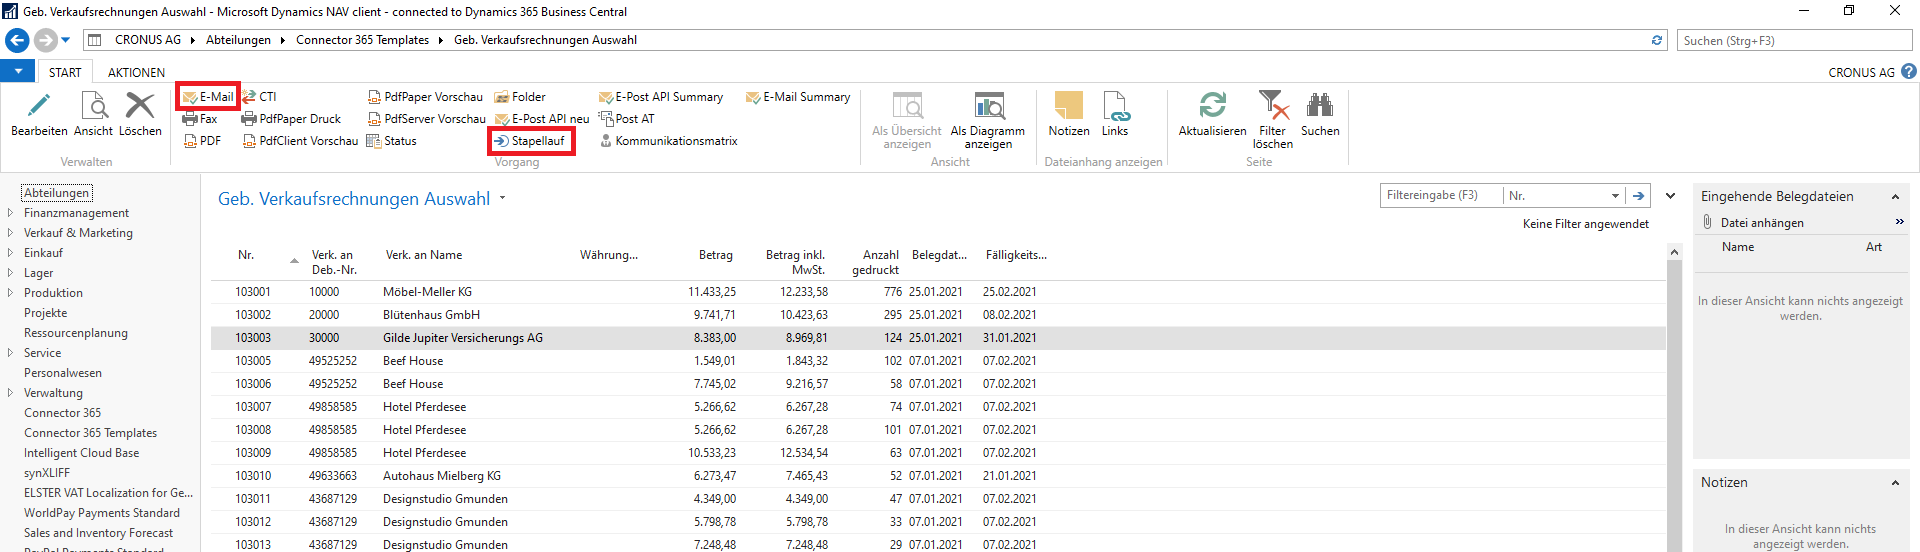 Geb. Verkaufsrechnungen Auswahl - Microsoft Dynamics NAV client - connected to Dynamics 365 Business Central
CRONUS AG Abteilungen Connector 365 Templates Geb. Verkaufsrechnungen Auswahl
Suchen (Strg+F3)
START AKTIONEN
CRONUS AG
Bearbeiten Ansicht Löschen
Verwalten
E-Mail CTI PdfPaper Vorschau Folder E-Post API Summary E-Mail Summary
Fax PdfPaper Druck PdfServer Vorschau E-Post API neu Post AT
PDF PdfClient Vorschau Status Stapellauf Kommunikationsmatrix
Vorgang
Als Übersicht anzeigen
Als Diagramm anzeigen
Ansicht
Notizen Links
Dateianhang anzeigen
Aktualisieren Filter löschen Suchen
Seite
Abteilungen
Finanzmanagement
Verkauf & Marketing
Einkauf
Lager
Produktion
Projekte
Ressourcenplanung
Service
Personalwesen
Verwaltung
Connector 365
Connector 365 Templates
Intelligent Cloud Base
synXLIFF
ELSTER VAT Localization for Ge...
WorldPay Payments Standard
Sales and Inventory Forecast
PayPal Payments Standard
Geb. Verkaufsrechnungen Auswahl
Filtereingabe (F3) Nr.
Keine Filter angewendet
Nr. Verk. an Deb.-Nr. Verk. an Name Währung... Betrag Betrag inkl. MwSt. Anzahl gedruckt Belegdat... Fälligkeits...
103001 10000 Möbel-Meller KG 11.433,25 12.233,58 776 25.01.2021 25.02.2021
103002 20000 Blütenhaus GmbH 9.741,71 10.423,63 295 25.01.2021 08.02.2021
103003 30000 Gilde Jupiter Versicherungs AG 8.383,00 8.969,81 124 25.01.2021 31.01.2021
103005 49525252 Beef House 1.549,01 1.843,32 102 07.01.2021 07.02.2021
103006 49525252 Beef House 7.745,02 9.216,57 58 07.01.2021 07.02.2021
103007 49858585 Hotel Pferdesee 5.266,62 6.267,28 74 07.01.2021 07.02.2021
103008 49858585 Hotel Pferdesee 5.266,62 6.267,28 101 07.01.2021 07.02.2021
103009 49858585 Hotel Pferdesee 10.533,23 12.534,54 63 07.01.2021 07.02.2021
103010 49633663 Autohaus Mielberg KG 6.273,47 7.465,43 52 07.01.2021 21.01.2021
103011 43687129 Designstudio Gmunden 4.349,00 4.349,00 47 07.01.2021 07.02.2021
103012 43687129 Designstudio Gmunden 5.798,78 5.798,78 33 07.01.2021 07.02.2021
103013 43687129 Designstudio Gmunden 7.248,48 7.248,48 29 07.01.2021 07.02.2021
Eingehende Belegdateien
Datei anhängen
Name Art
In dieser Ansicht kann nichts angezeigt
werden.
Notizen
In dieser Ansicht kann nichts
angezeigt werden.